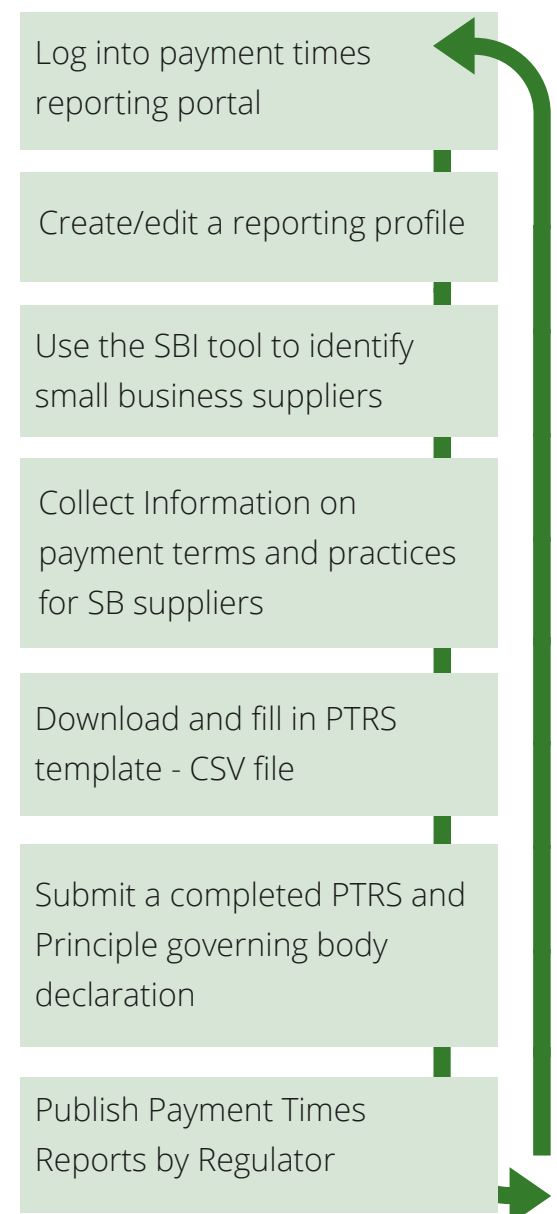 Log into payment times
reporting portal
Create/edit a reporting profile
Use the SBI tool to identify
small business suppliers
Collect Information on
payment terms and practices
for SB suppliers
Download and fill in PTRS
template - CSV file
Submit a completed PTRS and
Principle governing body
declaration
Publish Payment Times
Reports by Regulator